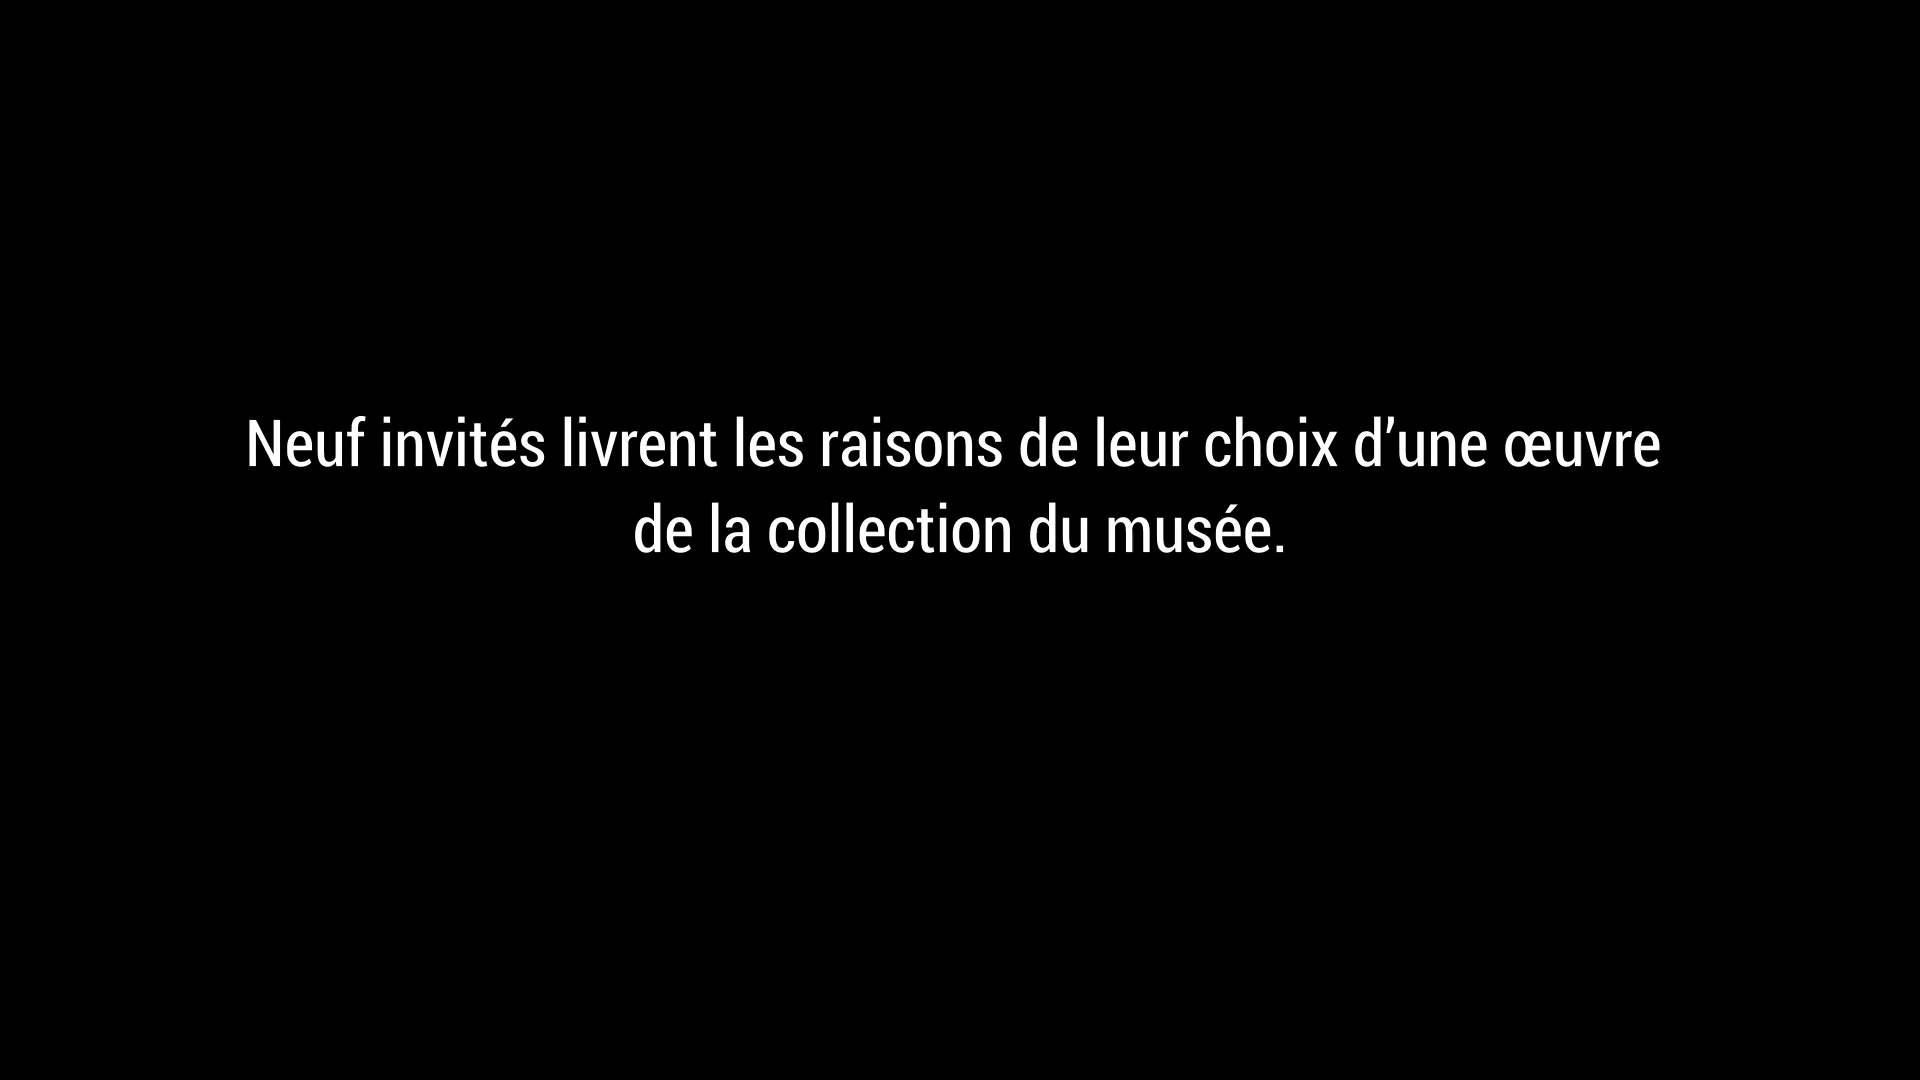 Neuf invités livrent les raisons de leur choix d’une œuvre
de la collection du musée.